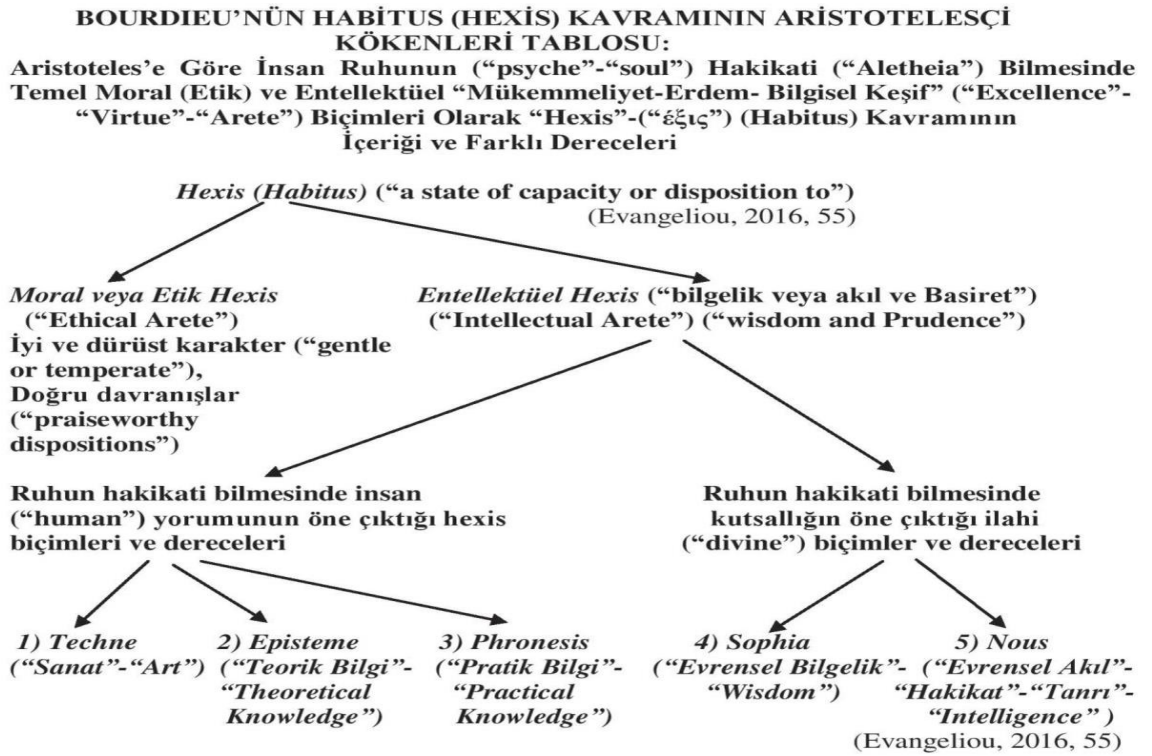 BOURDIEU’NÜN HABİTUS (HEXİS) KAVRAMININ ARİSTOTELESÇİ
KÖKENLERİ TABLOSU:
Aristoteles’e Göre İnsan Ruhunun (“psyche”-“soul”) Hakikati (“Aletheia”) Bilmesinde
Temel Moral (Etik) ve Entellektüel “Mükemmeliyet-Erdem- Bilgisel Keşif” (“Excellence”-
“Virtue”-“Arete”) Biçimleri Olarak “Hexis”-(“έξις”) (Habitus) Kavramının
İçeriği ve Farklı Dereceleri
Hexis (Habitus) (“a state of capacity or disposition to”)
(Evangeliou, 2016, 55)
Moral veya Etik Hexis
(“Ethical Arete”)
İyi ve dürüst karakter (“gentle
or temperate”),
Doğru davranışlar
(“praiseworthy
dispositions”)
Entellektüel Hexis (“bilgelik veya akıl ve Basiret”)
(“Intellectual Arete”) (“wisdom and Prudence”)
Ruhun hakikati bilmesinde insan
(“human”) yorumunun öne çıktığı hexis
biçimleri ve dereceleri
Ruhun hakikati bilmesinde
kutsallığın öne çıktığı ilahi
(“divine”) biçimler ve dereceleri
1) Techne
(“Sanat”-“Art”)
2) Episteme
(“Teorik Bilgi”-
“Theoretical
Knowledge”)
3) Phronesis
(“Pratik Bilgi”-
“Practical
Knowledge”)
4) Sophia
(“Evrensel Bilgelik”-
“Wisdom”)
5) Nous
(“Evrensel Akıl”-
“Hakikat”-“Tanrı”-
“Intelligence” )
(Evangeliou, 2016, 55)